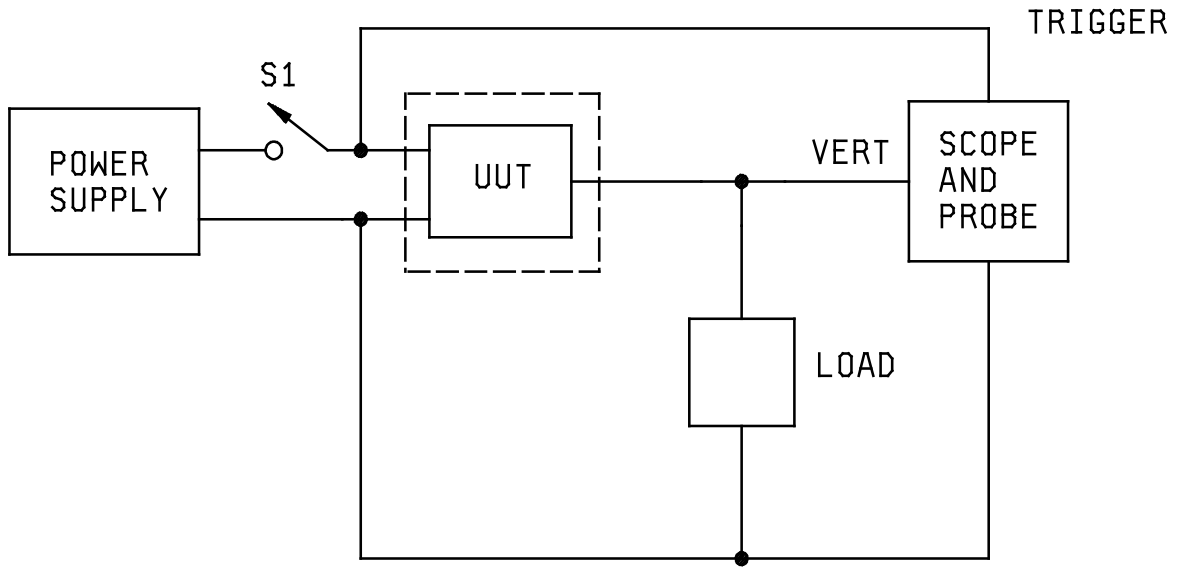 TRIGGER
S1
POWER
SUPPLY
UUT
VERT
SCOPE
AND
PROBE
LOAD